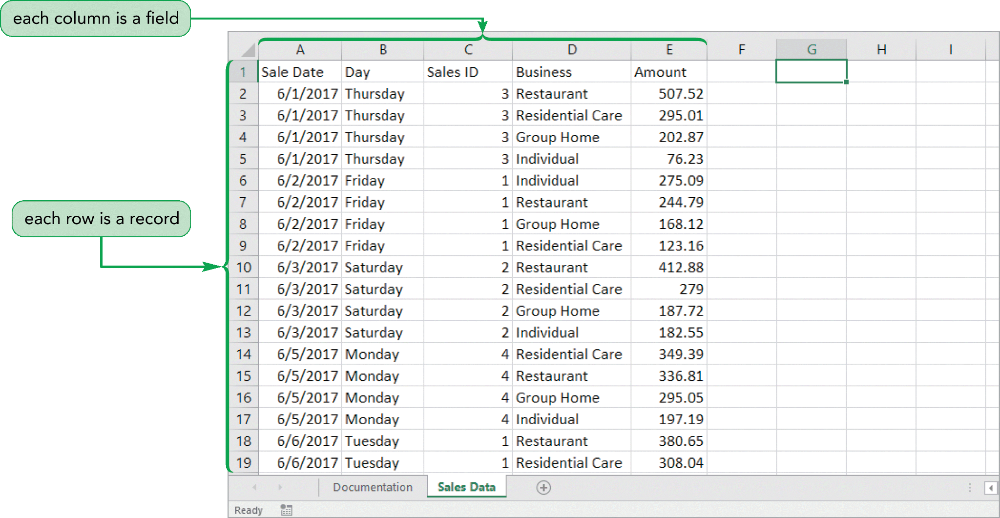 each column is a field
A B C D E F G H I
1 Sale Date Day Sales ID Business Amount
2 6/1/2017 Thursday 3 Restaurant 507.52
3 6/1/2017 Thursday 3 Residential Care 295.01
4 6/1/2017 Thursday 3 Group Home 202.87
5 6/1/2017 Thursday 3 Individual 76.23
6 6/2/2017 Friday 1 Individual 275.09
7 6/2/2017 Friday 1 Restaurant 244.79
each row is a record
8 6/2/2017 Friday 1 Group Home 168.12
9 6/2/2017 Friday 1 Residential Care 123.16
10 6/3/2017 Saturday 2 Restaurant 412.88
11 6/3/2017 Saturday 2 Residential Care 279
12 6/3/2017 Saturday 2 Group Home 187.72
13 6/3/2017 Saturday 2 Individual 182.55
14 6/5/2017 Monday 4 Residential Care 349.39
15 6/5/2017 Monday 4 Restaurant 336.81
16 6/5/2017 Monday 4 Group Home 295.05
17 6/5/2017 Monday 4 Individual 197.19
18 6/6/2017 Tuesday 1 Restaurant 380.65
19 6/6/2017 Tuesday 1 Residential Care 308.04
Documentation Sales Data
Ready